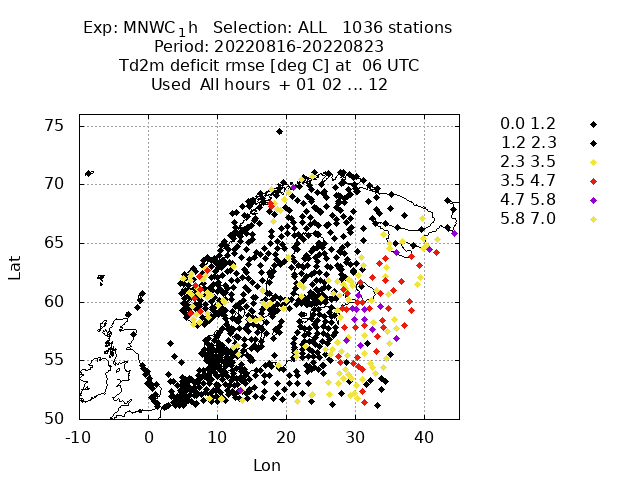 Exp: MNWC_1h Selection: ALL 1036 stations
Period: 20220816-20220823
Td2m deficit rmse [deg C] at 06 UTC
Used All hours + 01 02 ... 12
75
70
65
60
55
50
-10 0 10 20 30 40
Lat
Lon
0.0 1.2
1.2 2.3
2.3 3.5
3.5 4.7
4.7 5.8
5.8 7.0